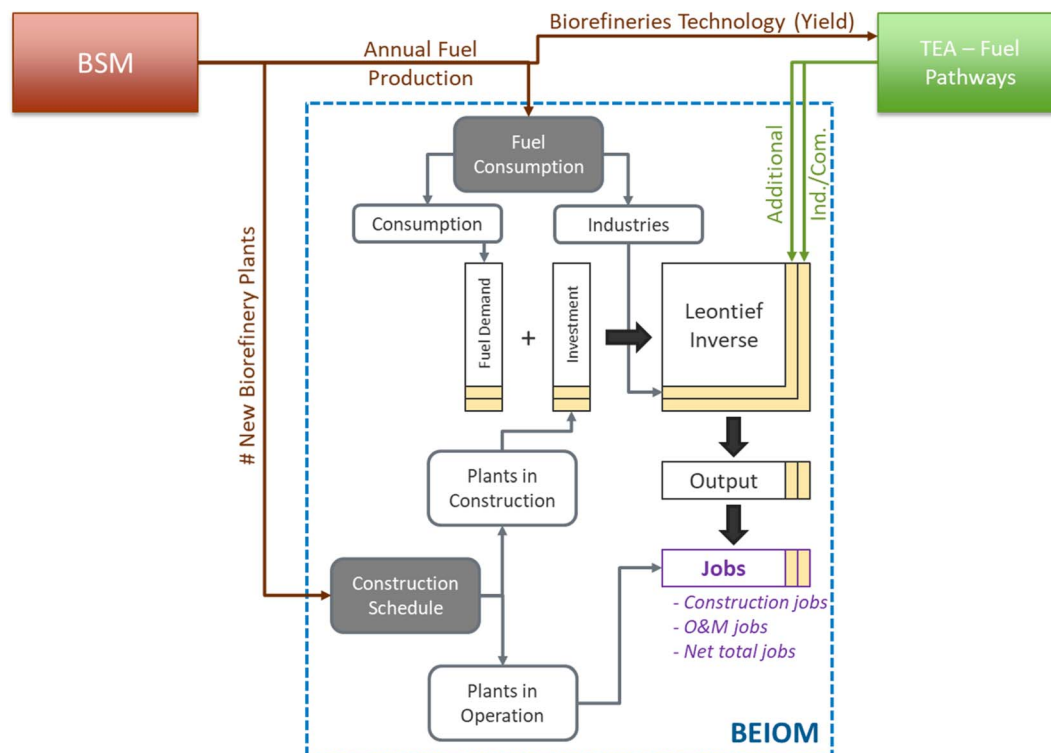 BSM
Biorefineries Technology (Yield)
TEA – Fuel
Pathways
Annual Fuel
Production
Fuel
Consumption
Additional
Ind./Com.
Consumption
Industries
# New Biorefinery Plants
Fuel Demand
+
Investment
Leontief
Inverse
Plants in
Construction
Output
Construction
Schedule
Jobs
- Construction jobs
- O&M jobs
- Net total jobs
Plants in
Operation
BEIOM